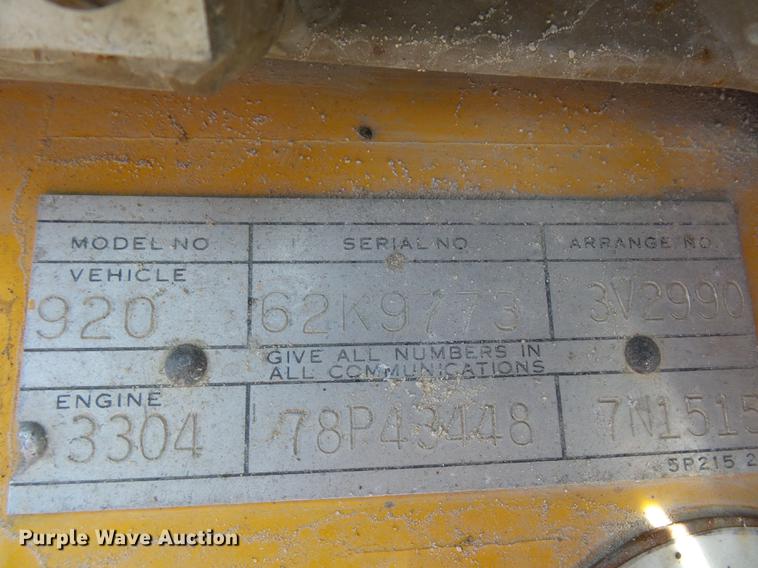 MODEL NO SERIAL NO ARRANGE NO.
VEHICLE
920 62K9773 3V2990
GIVE ALL NUMBERS IN
ALL COMMUNICATIONS
ENGINE
3304 78P43448 7N1515
5P215 2
Purple Wave Auction®